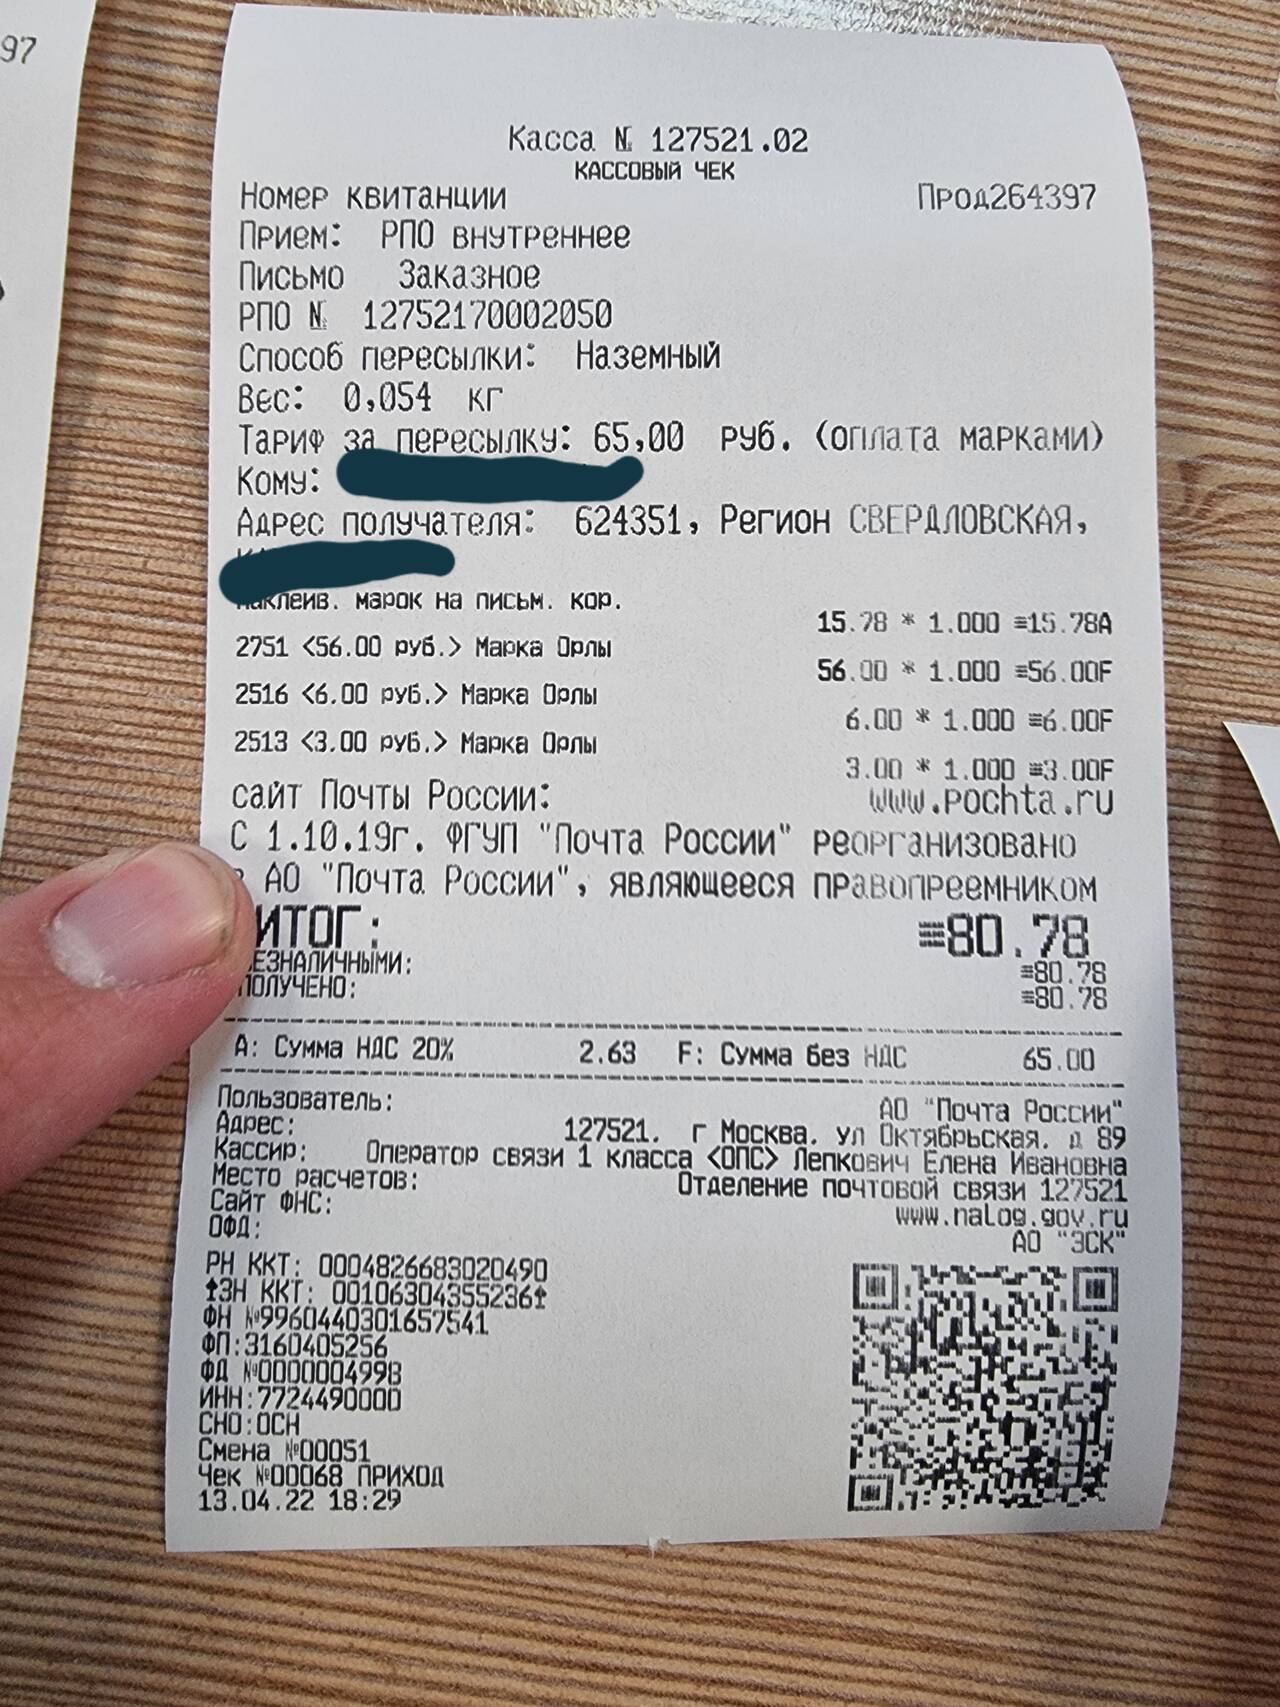 97
Касса № 127521.02
КАССОВЫЙ ЧЕК
Номер квитанции Прод264397
Прием: РПО внутреннее
Письмо Заказное
РПО № 12752170002050
Способ пересылки: Наземный
Вес: 0,054 кг
Тариф за пересылку: 65,00 руб. (оплата марками)
Кому:
Адрес получателя: 624351, Регион СВЕРДЛОВСКАЯ,
наклеив. марок на письм. кор.
15.78 * 1.000 ≡15.78A
2751 <56.00 руб.> Марка Орлы
56.00 * 1.000 ≡56.00F
2516 <6.00 руб.> Марка Орлы
6.00 * 1.000 ≡6.00F
2513 <3.00 руб.> Марка Орлы
3.00 * 1.000 ≡3.00F
сайт Почты России: www.pochta.ru
С 1.10.19г. ФГУП "Почта России" реорганизовано
в АО "Почта России", являющееся правопреемником
ИТОГ: ≡80.78
БЕЗНАЛИЧНЫМИ: ≡80.78
ПОЛУЧЕНО: ≡80.78
А: Сумма НДС 20% 2.63 F: Сумма без НДС 65.00
Пользователь: АО "Почта России"
Адрес: 127521, г Москва, ул Октябрьская, д 89
Кассир: Оператор связи 1 класса <ОПС> Лепкович Елена Ивановна
Место расчетов: Отделение почтовой связи 127521
Сайт ФНС: www.nalog.gov.ru
ОФД: АО "ЭСК"
РН ККТ: 0004826683020490
ЗН ККТ: 00106304355236
ФН №9960440301657541
ФП:3160405256
ФД №0000004998
ИНН:7724490000
СНО:ОСН
Смена №00051
Чек №00068 ПРИХОД
13.04.22 18:29